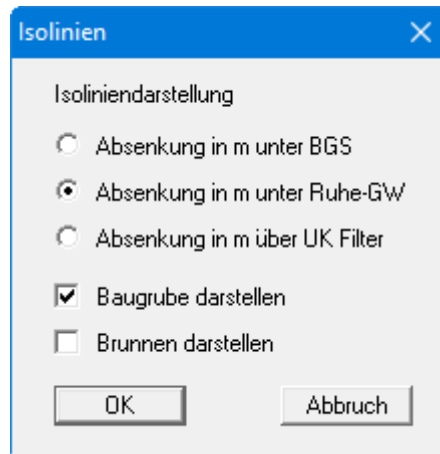 Isolinien
Isoliniendarstellung
Absenkung in m unter BGS
Absenkung in m unter Ruhe-GW
Absenkung in m über UK Filter
Baugrube darstellen
Brunnen darstellen
OK Abbruch